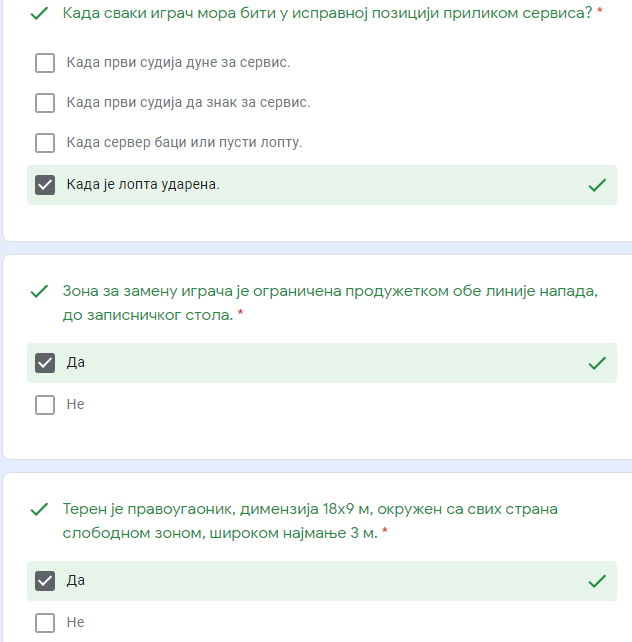 Када сваки играч мора бити у исправној позицији приликом сервиса? *
Када први судија дуне за сервис.
Када први судија да знак за сервис.
Када сервер баци или пусти лопту.
Када је лопта ударена.
Зона за замену играча је ограничена продужетком обе линије напада,
до записничког стола. *
Да
Не
Терен је правоугаоник, димензија 18x9 м, окружен са свих страна
слободном зоном, широком најмање 3 м. *
Да
Не